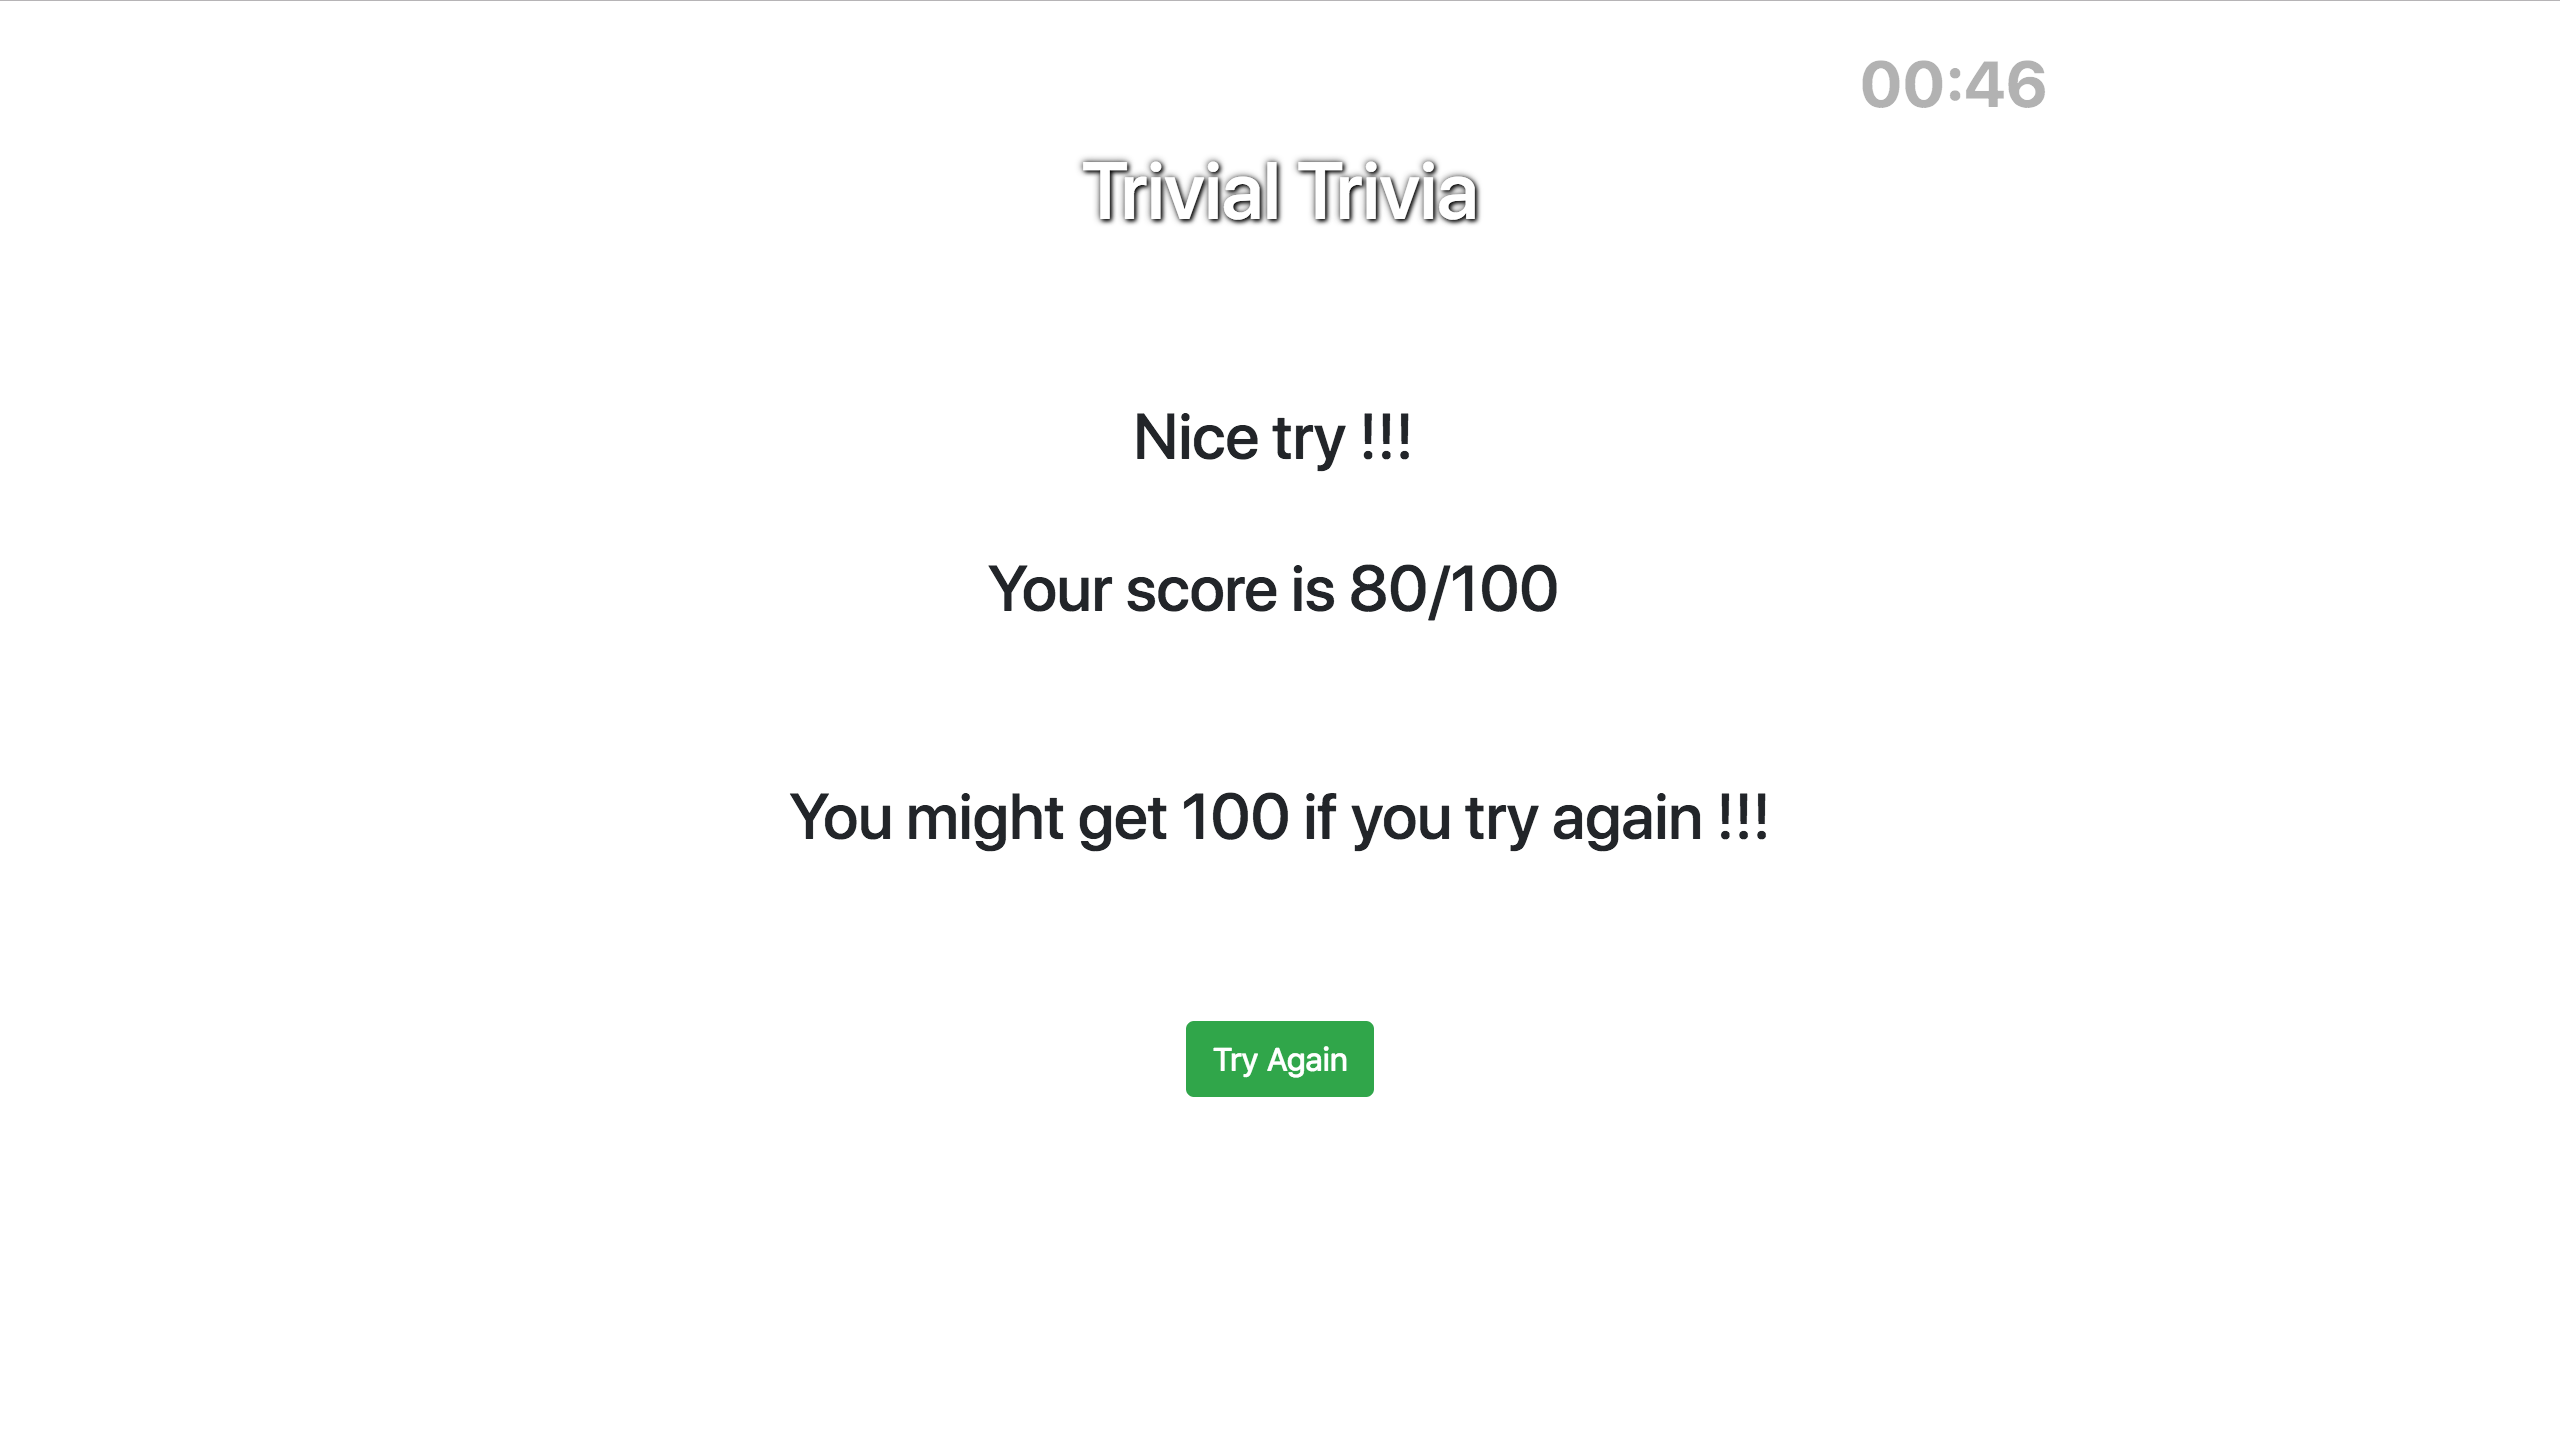 00:46
Trivial Trivia
Nice try !!!
Your score is 80/100
You might get 100 if you try again !!!
Try Again